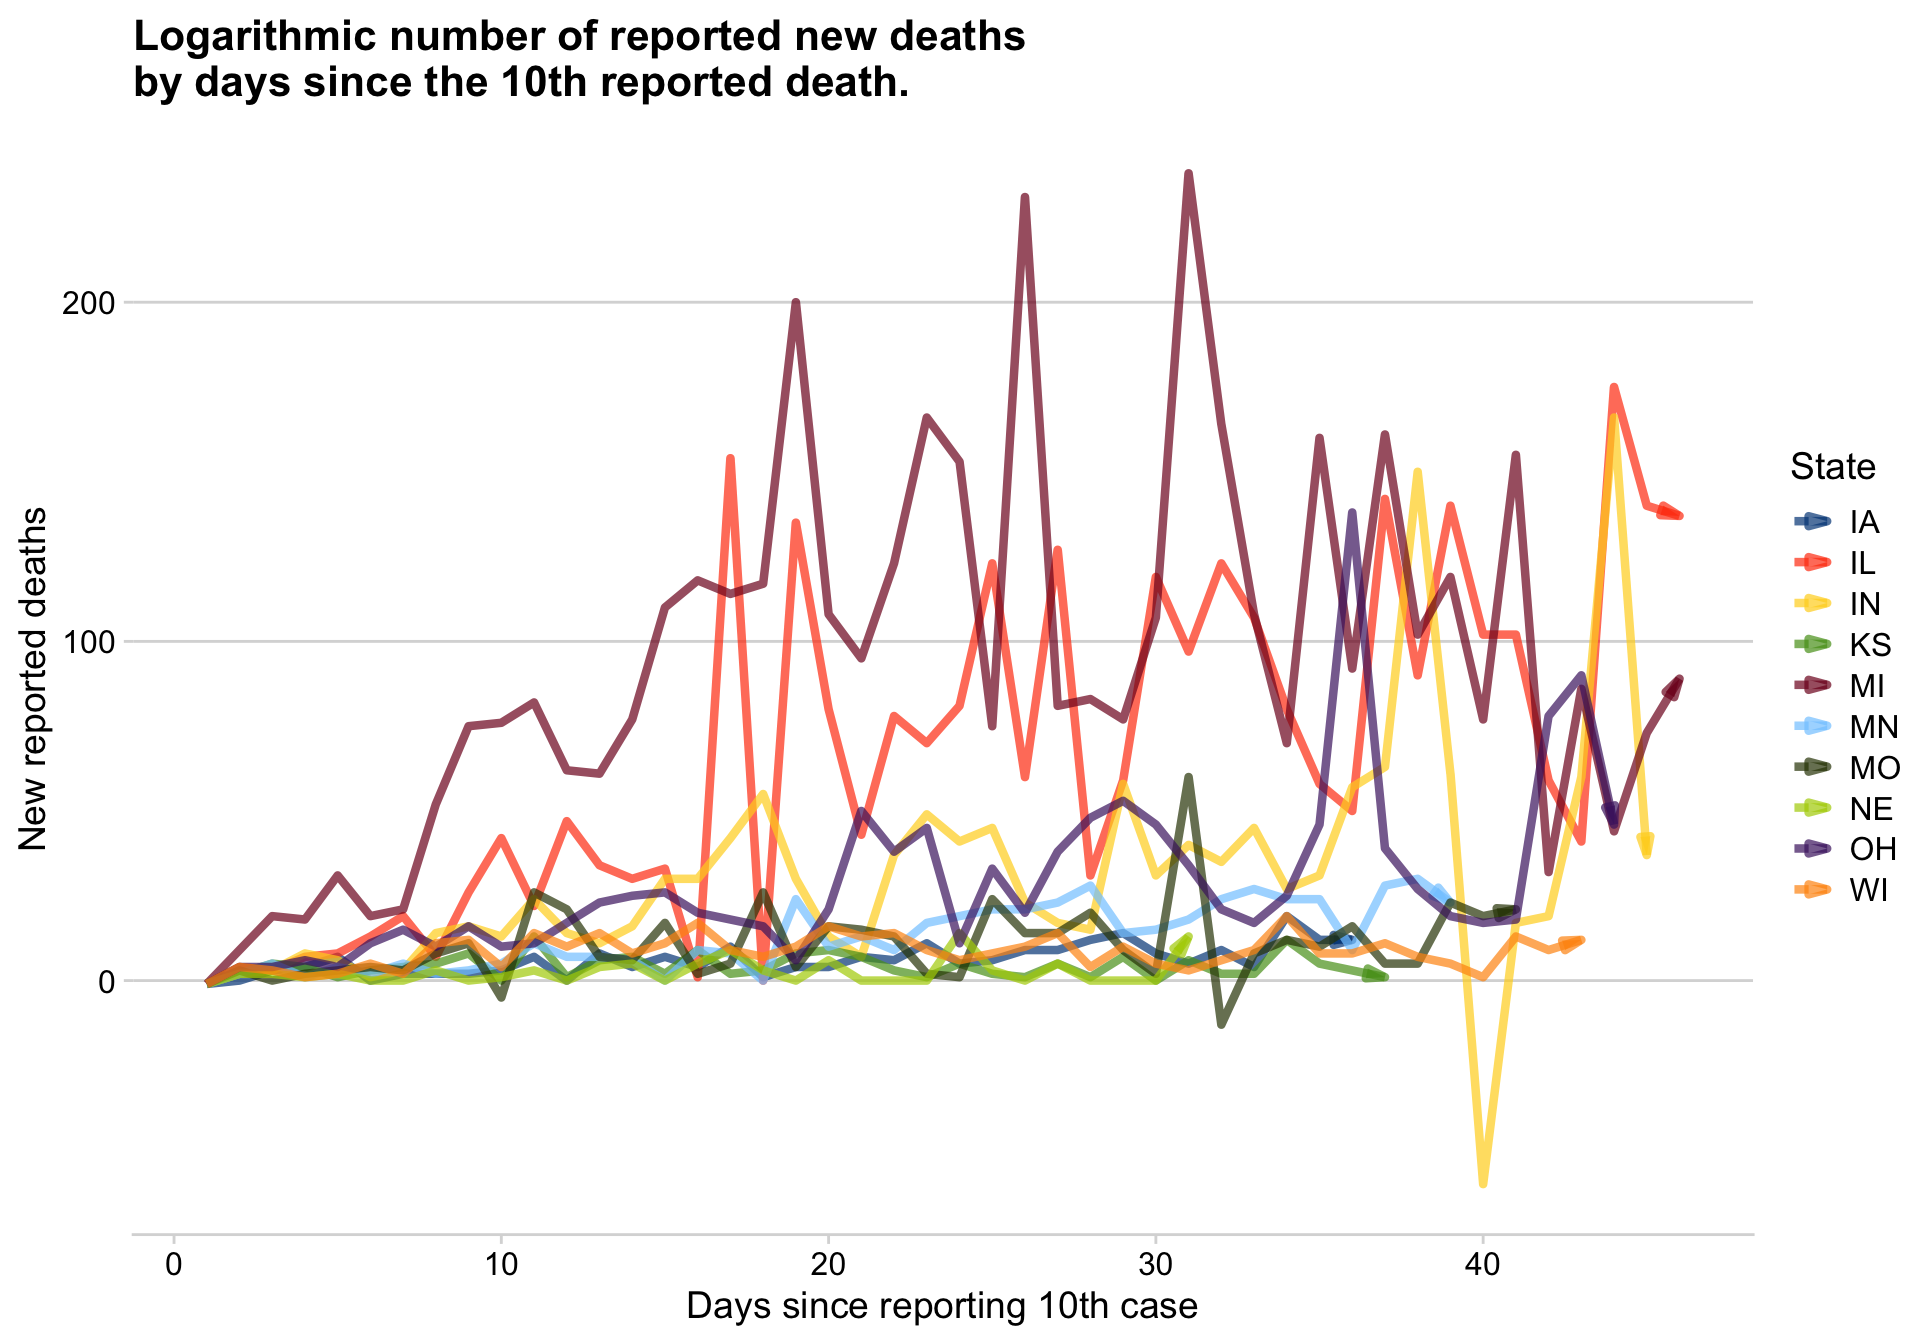 Logarithmic number of reported new deaths
by days since the 10th reported death.
New reported deaths
200
100
0
0
10
20
30
40
Days since reporting 10th case
State
IA
IL
IN
KS
MI
MN
MO
NE
OH
WI